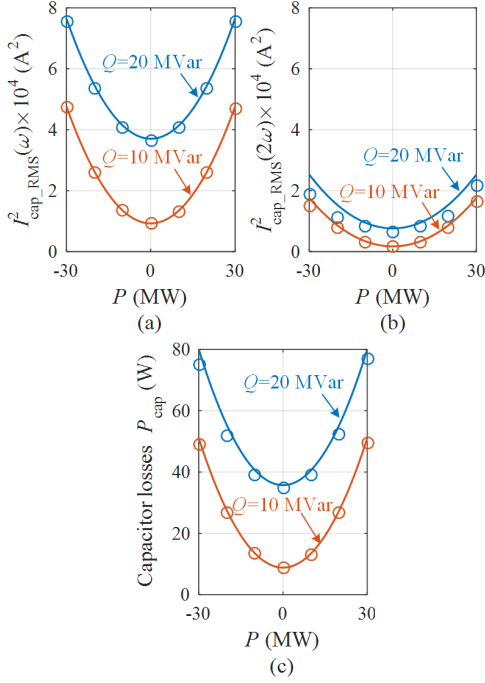 I²cap_RMS(ω)×10⁴ (A²)
8
6
4
2
0
Q=20 MVar
Q=10 MVar
-30
0
30
P (MW)
(a)
I²cap_RMS(2ω)×10⁴ (A²)
8
6
4
2
0
Q=20 MVar
Q=10 MVar
-30
0
30
P (MW)
(b)
Capacitor losses Pcap (W)
80
60
40
20
0
Q=20 MVar
Q=10 MVar
-30
0
30
P (MW)
(c)